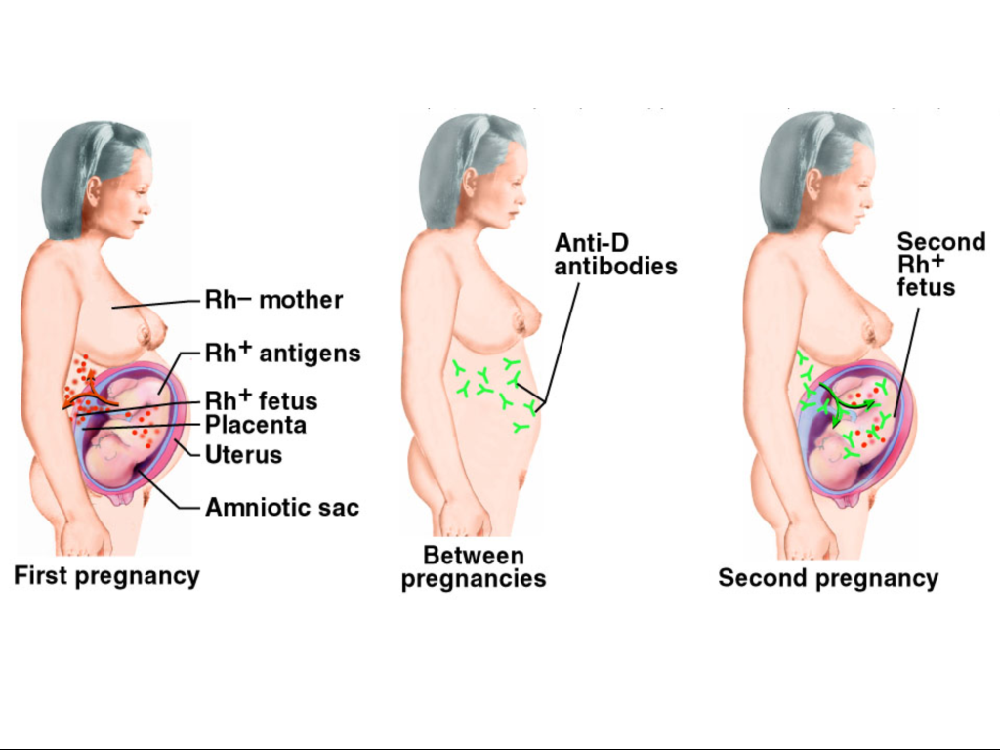 Rh– mother
Rh+ antigens
Rh+ fetus
Placenta
Uterus
Amniotic sac
First pregnancy
Anti-D
antibodies
Between
pregnancies
Second
Rh+
fetus
Second pregnancy